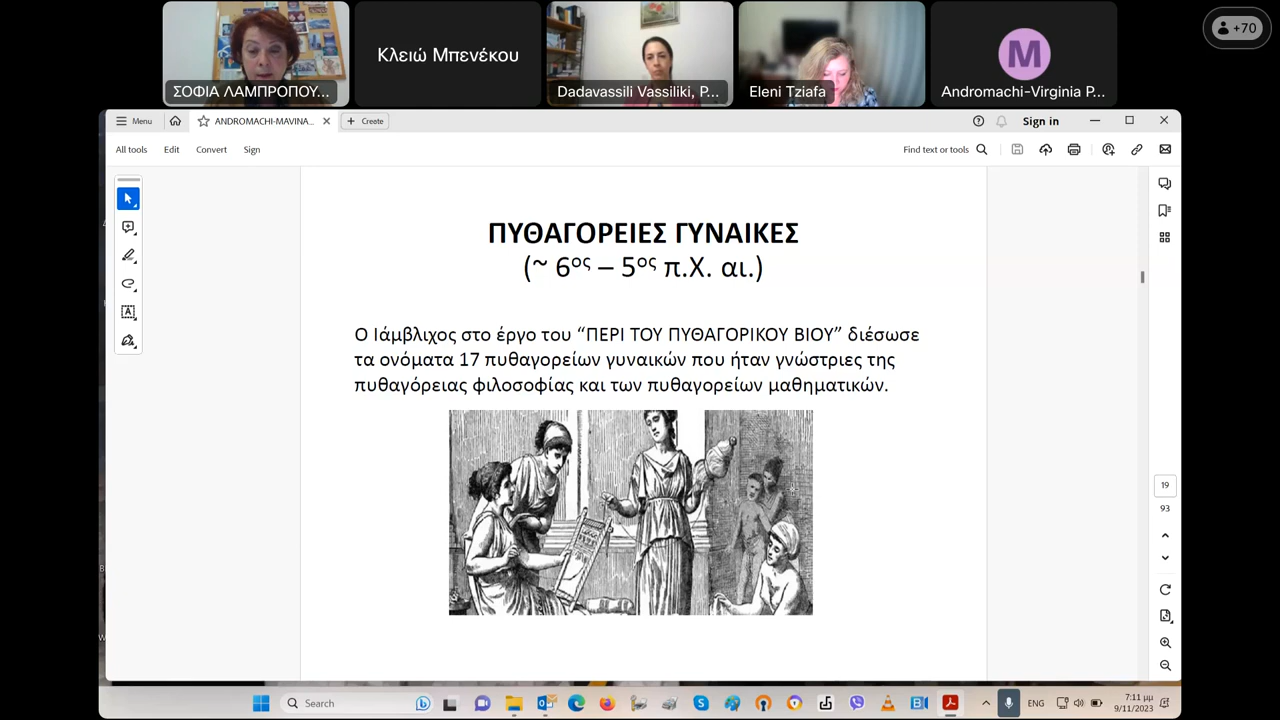 +70
ΣΟΦΙΑ ΛΑΜΠΡΟΠΟΥ...
Κλειώ Μπενέκου
Dadavassili Vassiliki, P...
Eleni Tziafa
M
Andromachi-Virginia P...
Menu
ANDROMACHI-MAVINA...
Create
Sign in
All tools
Edit
Convert
Sign
Find text or tools
ΠΥΘΑΓΟΡΕΙΕΣ ΓΥΝΑΙΚΕΣ
(~ 6ος – 5ος π.Χ. αι.)
Ο Ιάμβλιχος στο έργο του “ΠΕΡΙ ΤΟΥ ΠΥΘΑΓΟΡΙΚΟΥ ΒΙΟΥ” διέσωσε
τα ονόματα 17 πυθαγορείων γυναικών που ήταν γνώστριες της
πυθαγόρειας φιλοσοφίας και των πυθαγορείων μαθηματικών.
19
93
Search
ENG
7:11 μμ
9/11/2023